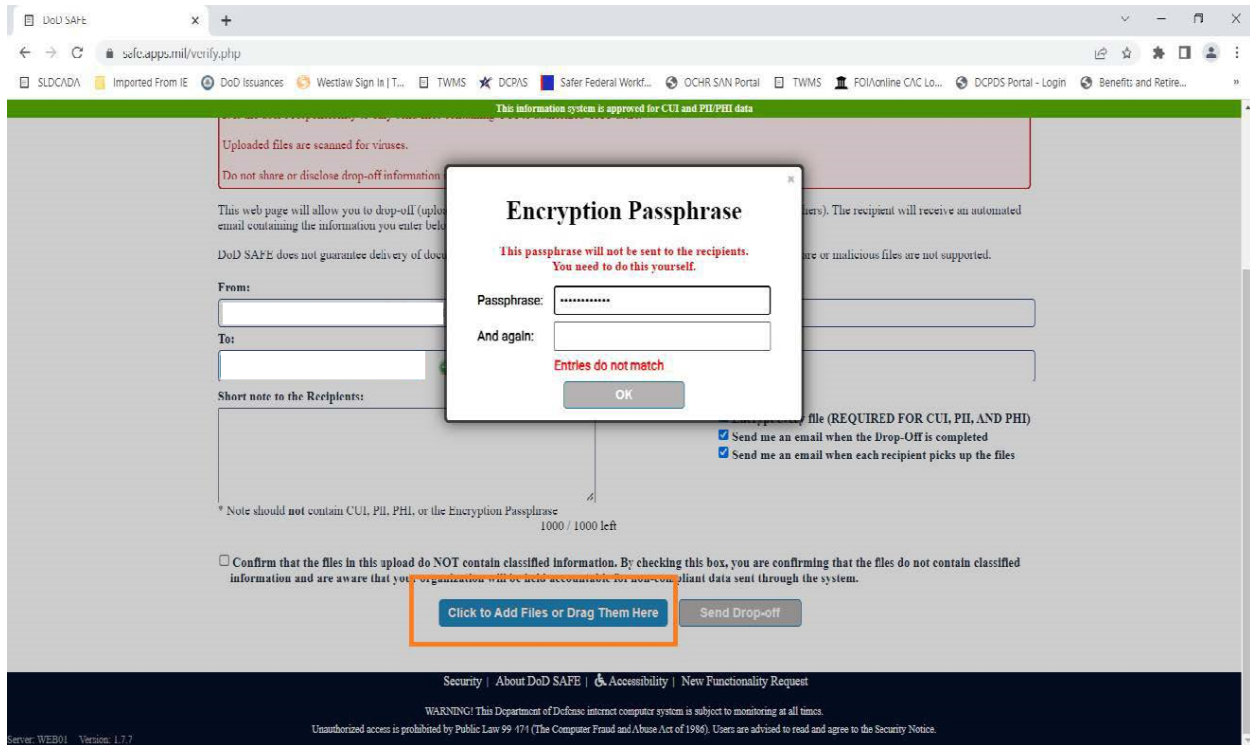 DoD SAFE
safe.apps.mil/verify.php
SLDCADA Imported From IE DoD Issuances Westlaw Sign In | T... TWMS DCPAS Safer Federal Workf... OCHR SAN Portal TWMS FOIAonline CAC Lo... DCPDS Portal - Login Benefits and Retire... »
This information system is approved for CUI and PII/PHI data
Uploaded files are scanned for viruses.
Do not share or disclose drop-off information
This web page will allow you to drop-off (uplo hers). The recipient will receive an automated
email containing the information you enter belo
DoD SAFE does not guarantee delivery of docu are or malicious files are not supported.
Encryption Passphrase
This passphrase will not be sent to the recipients.
You need to do this yourself.
Passphrase: ••••••••••••
And again:
Entries do not match
OK
From:
To:
Short note to the Recipients:
file (REQUIRED FOR CUI, PII, AND PHI)
Send me an email when the Drop-Off is completed
Send me an email when each recipient picks up the files
* Note should not contain CUI, PII, PHI, or the Encryption Passphrase
1000 / 1000 left
Confirm that the files in this upload do NOT contain classified information. By checking this box, you are confirming that the files do not contain classified
information and are aware that your organization will be held accountable for non-compliant data sent through the system.
Click to Add Files or Drag Them Here Send Drop-off
Security | About DoD SAFE | Accessibility | New Functionality Request
WARNING! This Department of Defense internet computer system is subject to monitoring at all times.
Unauthorized access is prohibited by Public Law 99-474 (The Computer Fraud and Abuse Act of 1986). Users are advised to read and agree to the Security Notice.
Server: WEB01 Version: 1.7.7